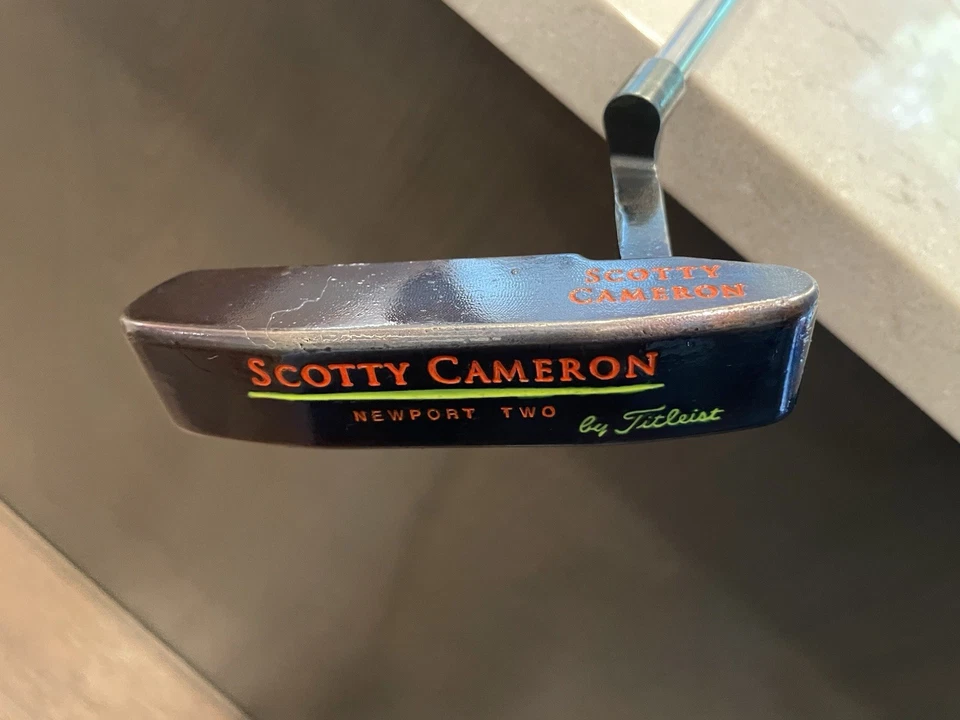 SCOTTY
CAMERON
SCOTTY CAMERON
NEWPORT TWO
by Titleist